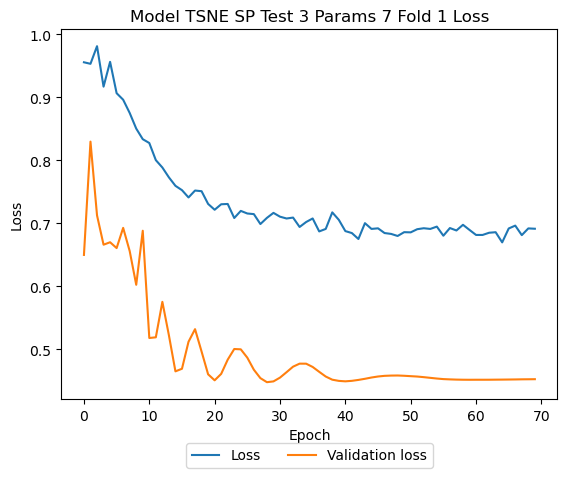 Model TSNE SP Test 3 Params 7 Fold 1 Loss
1.0
0.9
0.8
0.7
0.6
0.5
Loss
0 10 20 30 40 50 60 70
Epoch
Loss Validation loss